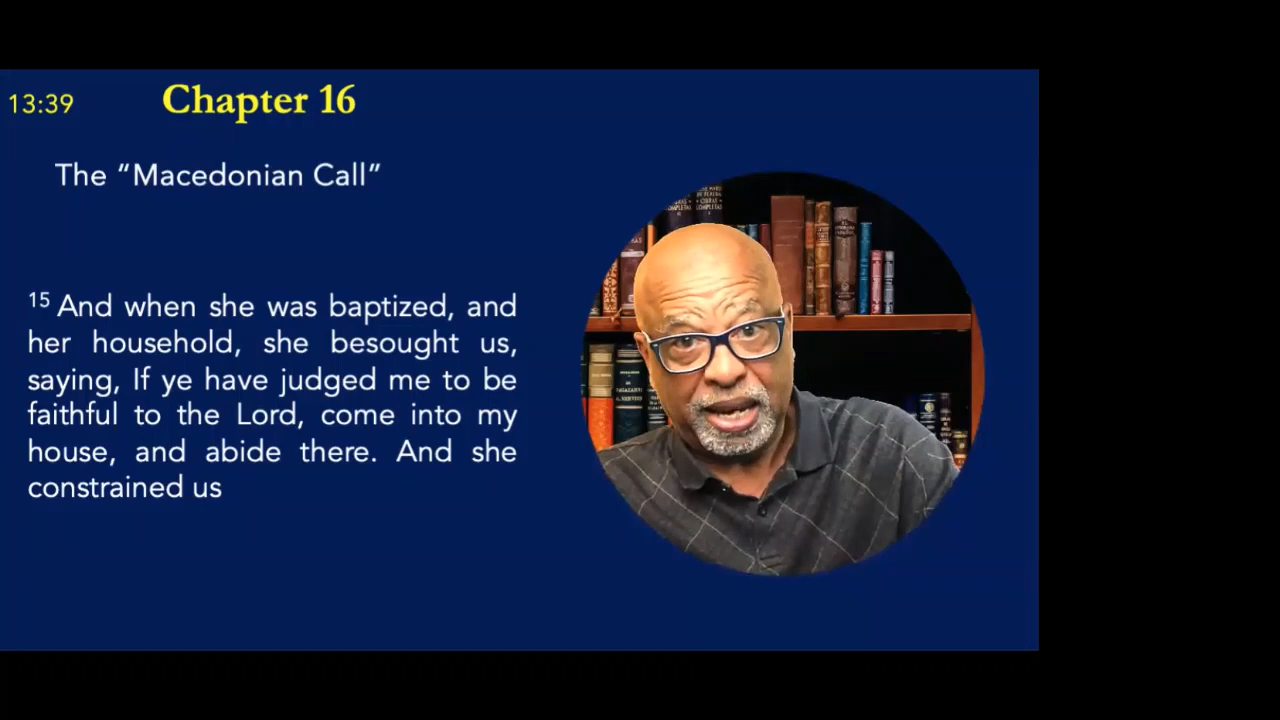 13:39
Chapter 16
The “Macedonian Call”
15 And when she was baptized, and
her household, she besought us,
saying, If ye have judged me to be
faithful to the Lord, come into my
house, and abide there. And she
constrained us